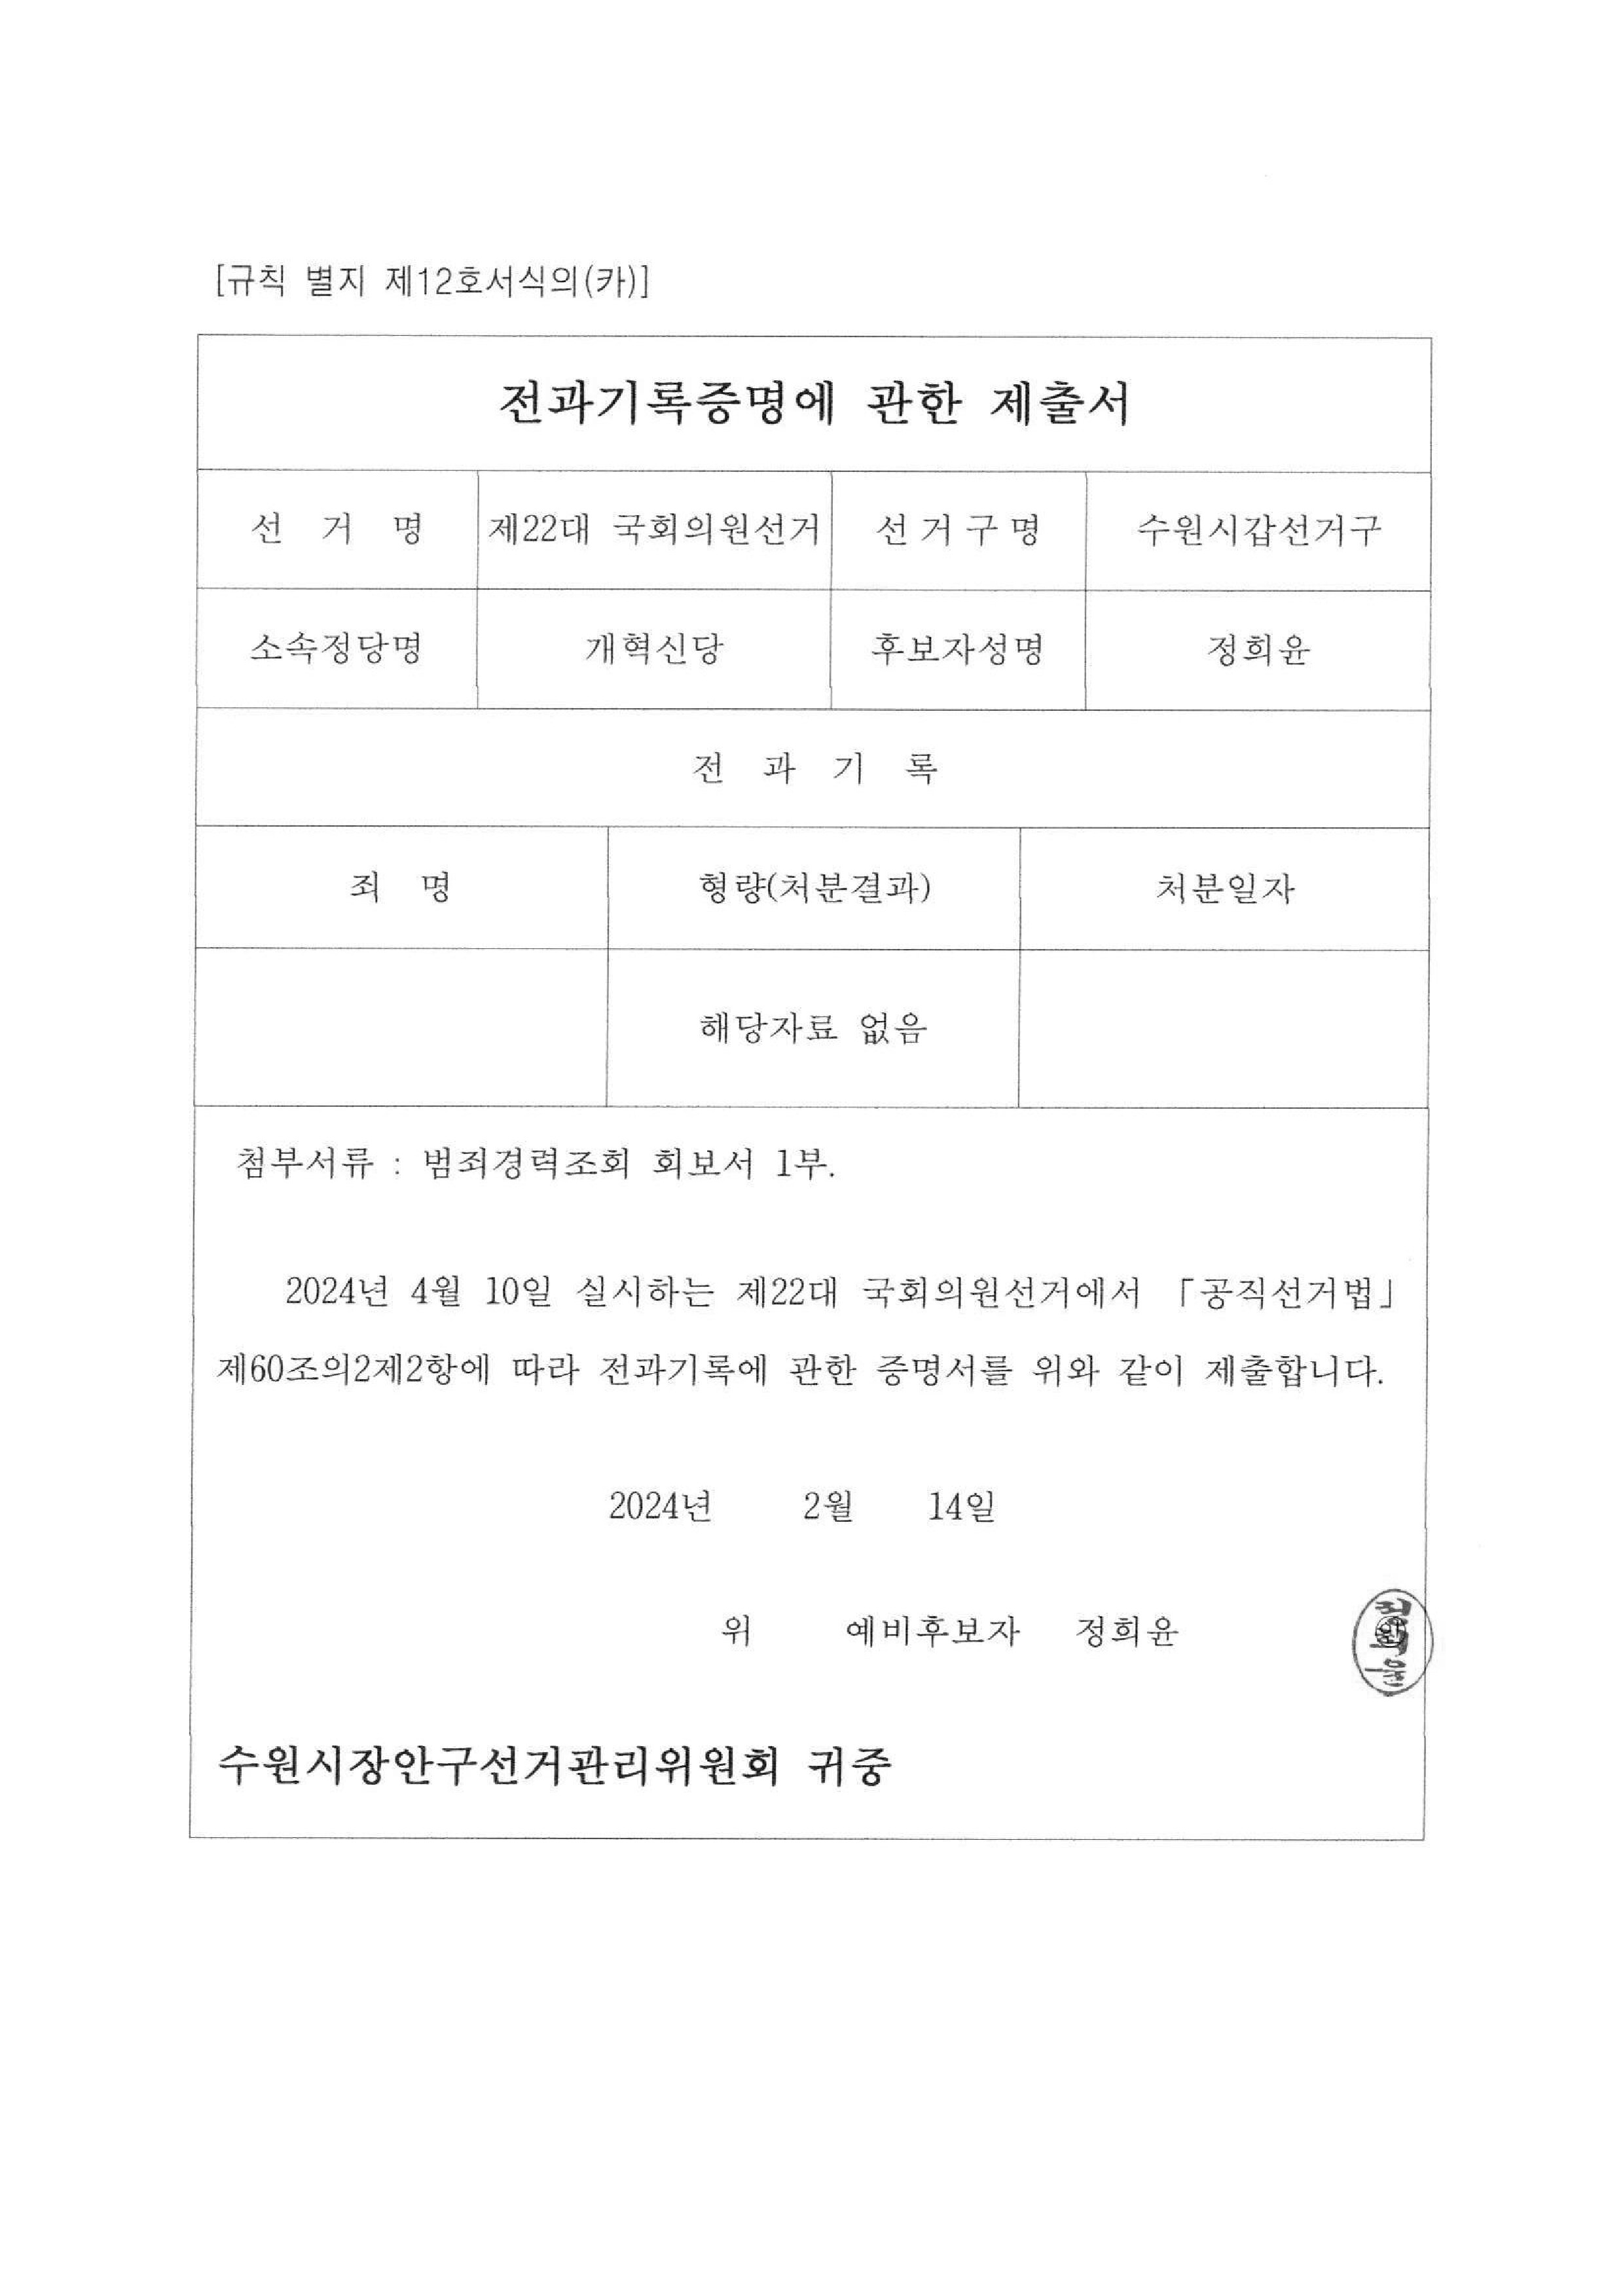 [규칙 별지 제12호서식의(카)]
전과기록증명에 관한 제출서
선 거 명 제22대 국회의원선거 선거구명 수원시갑선거구
소속정당명 개혁신당 후보자성명 정희윤
전 과 기 록
죄 명 형량(처분결과) 처분일자
해당자료 없음
첨부서류 : 범죄경력조회 회보서 1부.
2024년 4월 10일 실시하는 제22대 국회의원선거에서 「공직선거법」
제60조의2제2항에 따라 전과기록에 관한 증명서를 위와 같이 제출합니다.
2024년 2월 14일
위 예비후보자 정희윤
수원시장안구선거관리위원회 귀중